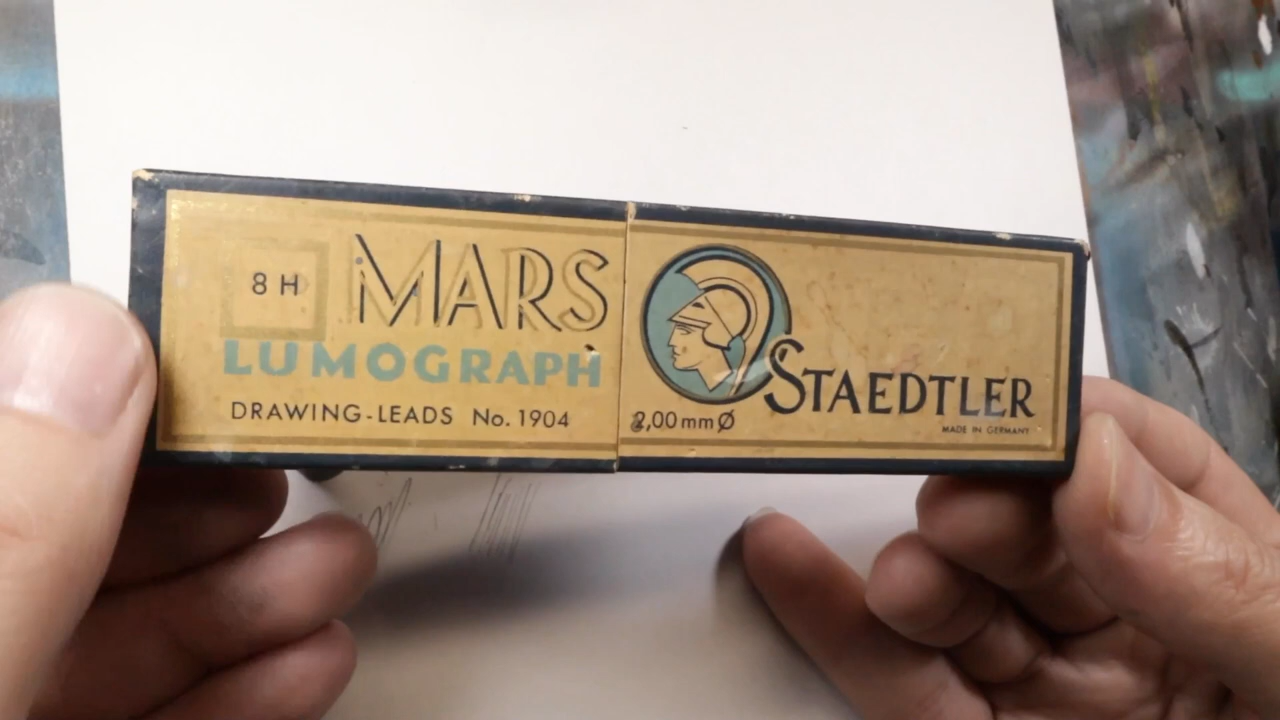 8 H
MARS
LUMOGRAPH
DRAWING-LEADS No. 1904
2,00 mm Ø
STAEDTLER
MADE IN GERMANY